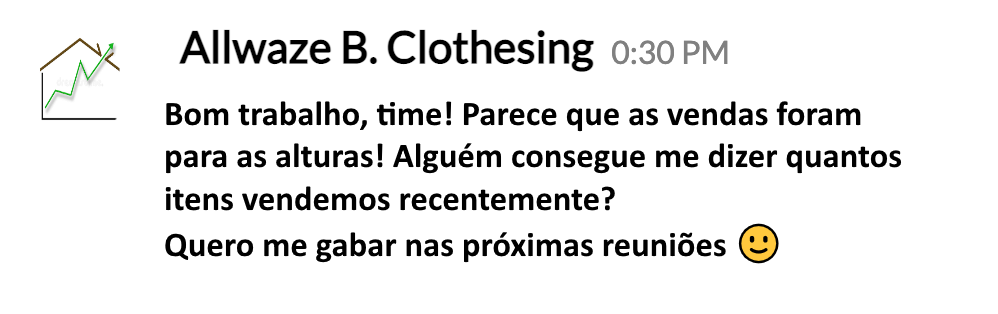 Allwaze B. Clothesing 0:30 PM
Bom trabalho, time! Parece que as vendas foram
para as alturas! Alguém consegue me dizer quantos
itens vendemos recentemente?
Quero me gabar nas próximas reuniões 🙂